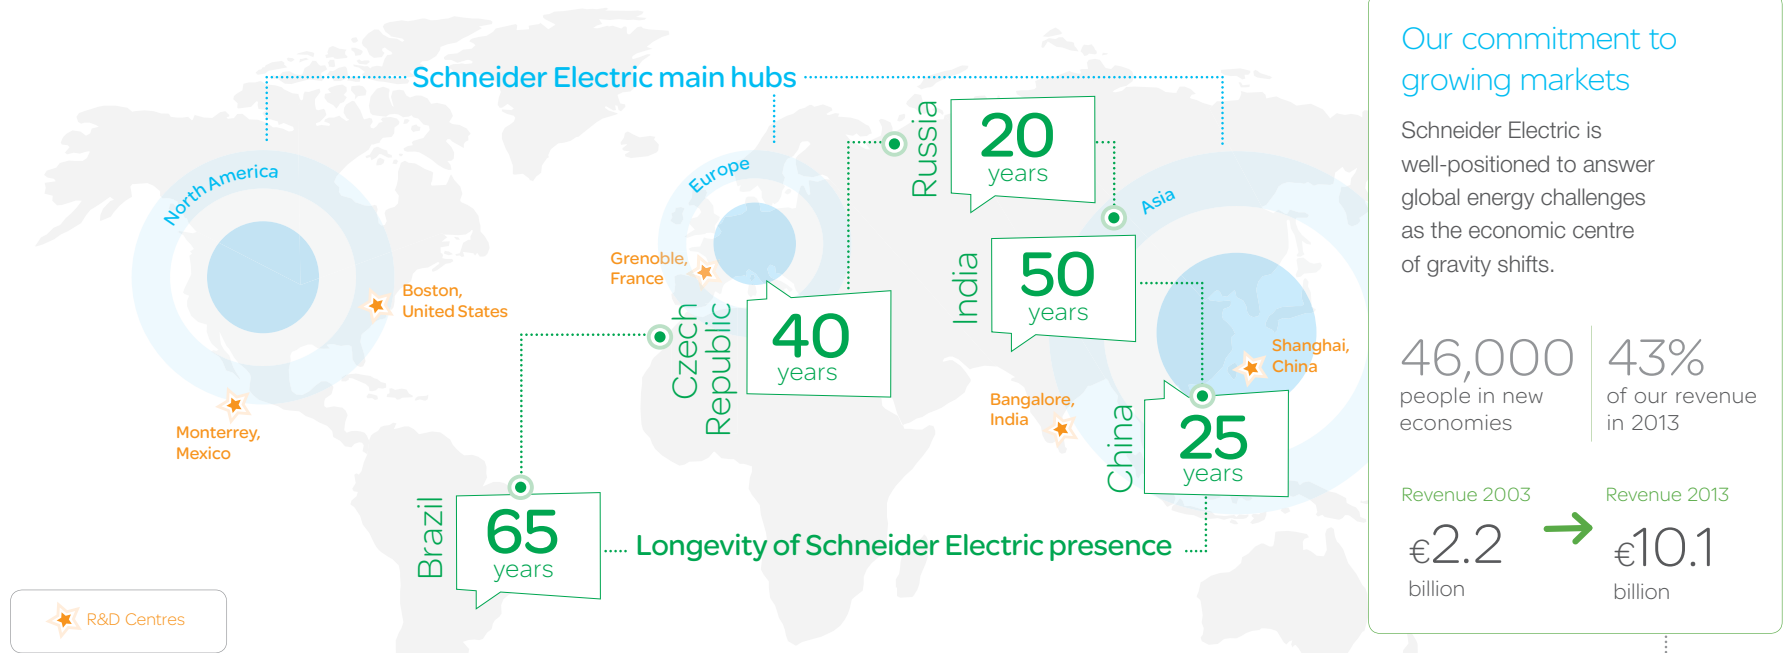 Schneider Electric main hubs
North America
Europe
Asia
Boston,
United States
Monterrey,
Mexico
Grenoble,
France
Bangalore,
India
Shanghai,
China
Russia
20
years
India
50
years
Czech
Republic
40
years
China
25
years
Brazil
65
years
Longevity of Schneider Electric presence
R&D Centres
Our commitment to
growing markets
Schneider Electric is
well-positioned to answer
global energy challenges
as the economic centre
of gravity shifts.
46,000
people in new
economies
43%
of our revenue
in 2013
Revenue 2003
€2.2
billion
Revenue 2013
€10.1
billion